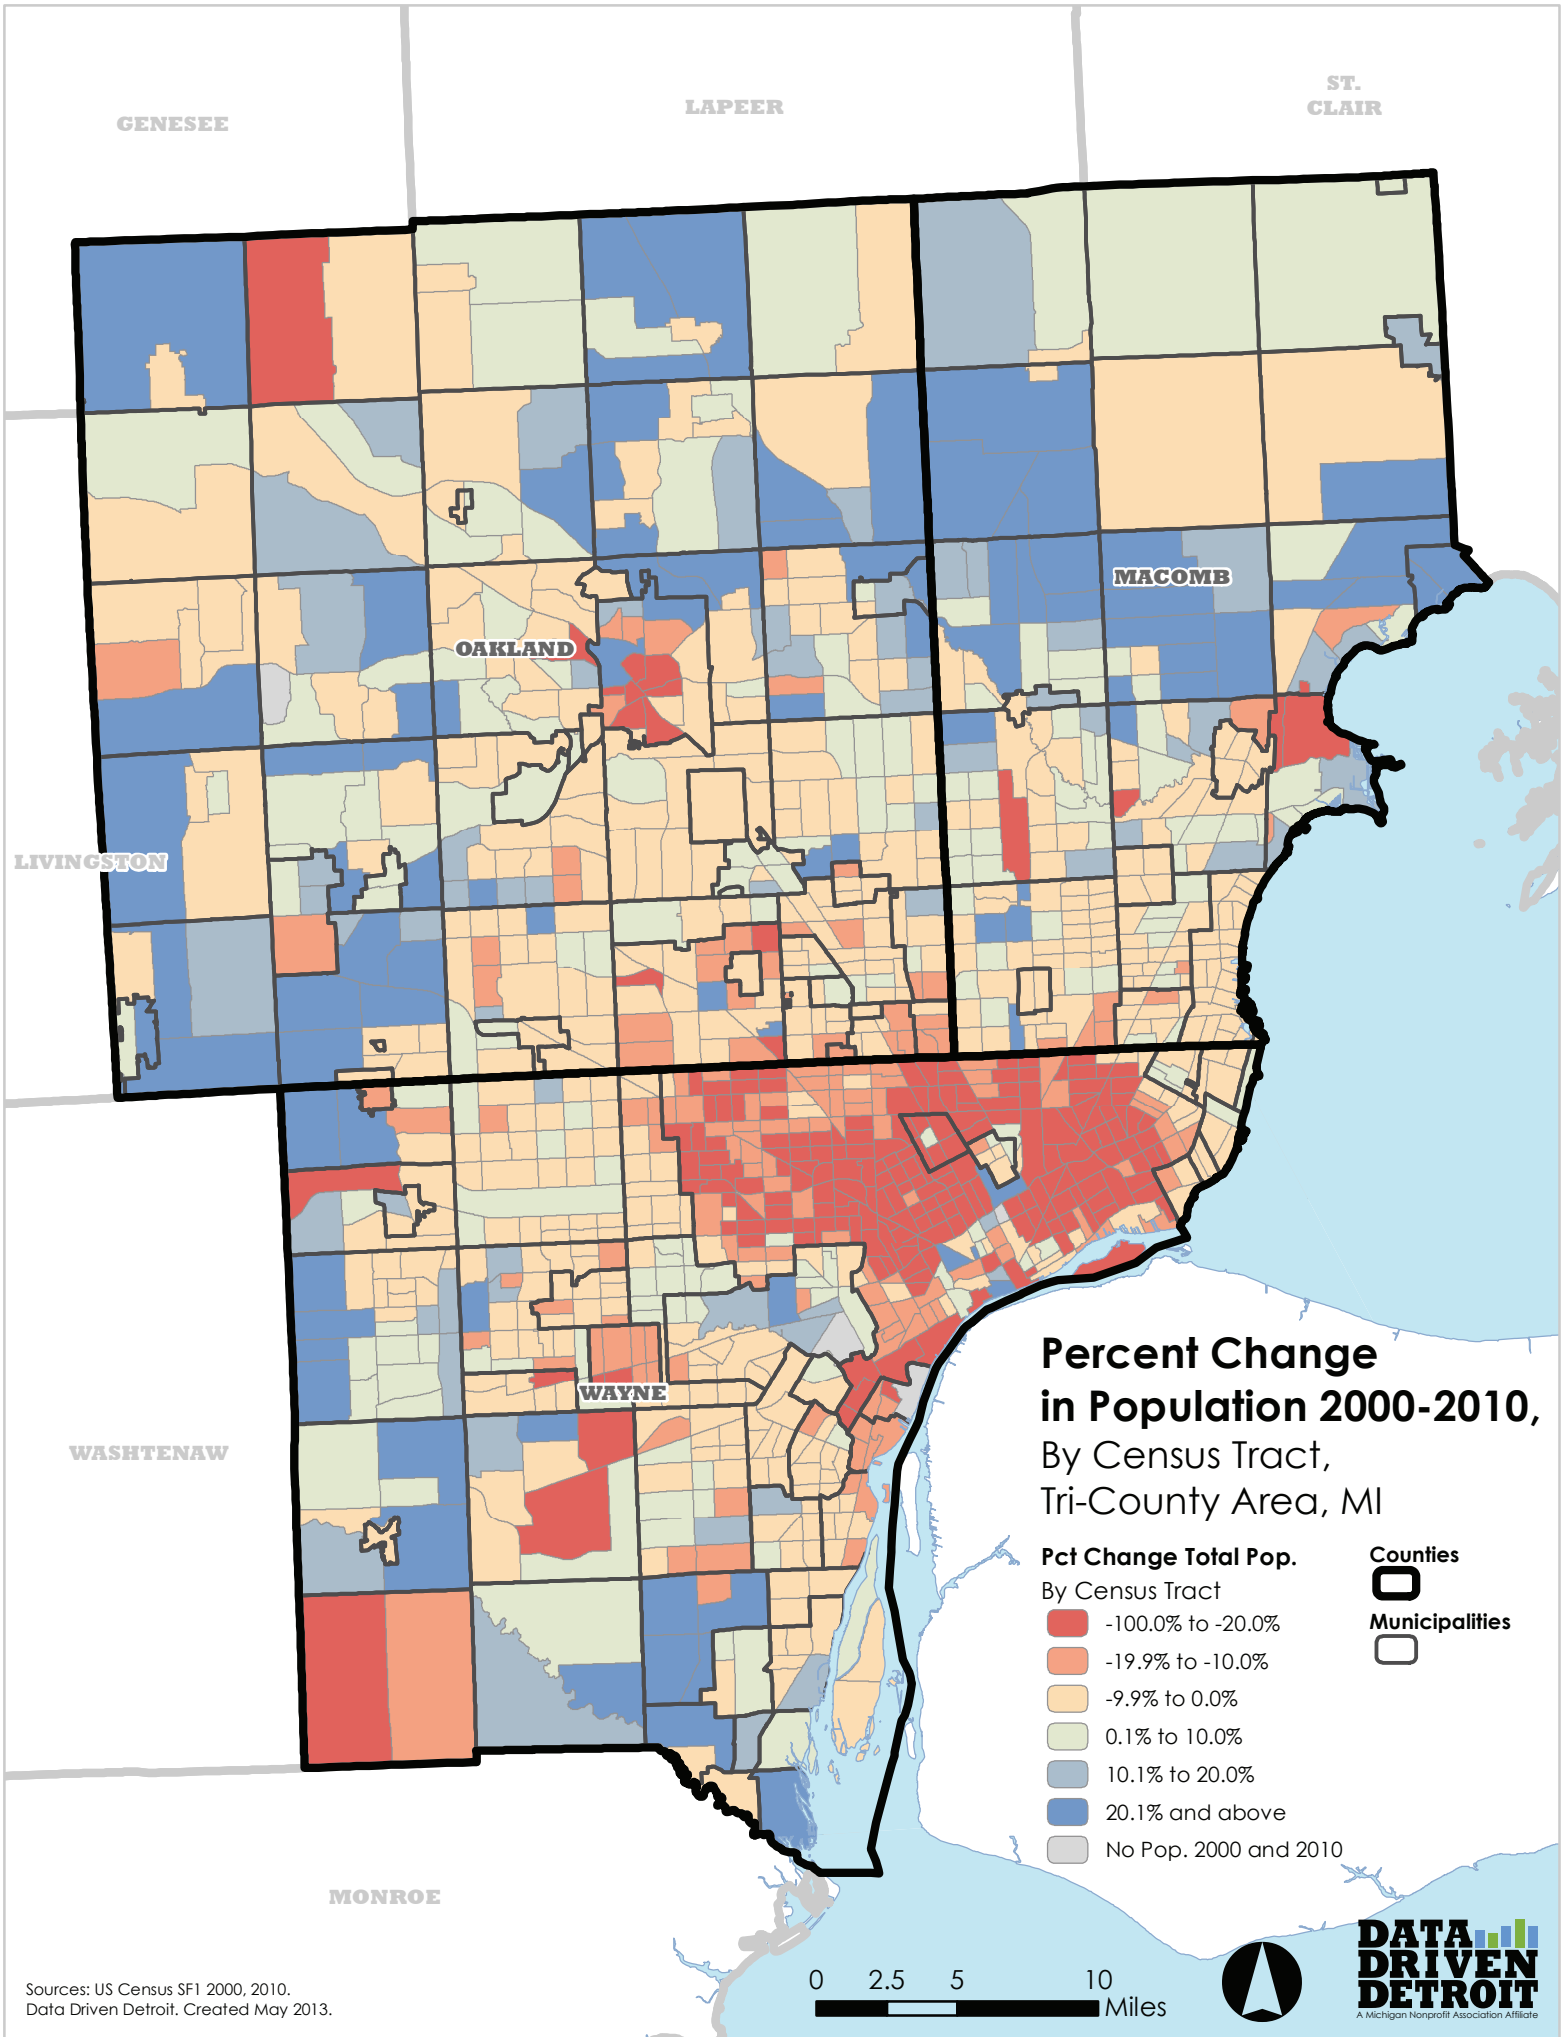 GENESEE
LAPEER
ST.
CLAIR
MACOMB
OAKLAND
LIVINGSTON
WAYNE
WASHTENAW
MONROE
Percent Change
in Population 2000-2010,
By Census Tract,
Tri-County Area, MI
Pct Change Total Pop.
By Census Tract
-100.0% to -20.0%
-19.9% to -10.0%
-9.9% to 0.0%
0.1% to 10.0%
10.1% to 20.0%
20.1% and above
No Pop. 2000 and 2010
Counties
Municipalities
Sources: US Census SF1 2000, 2010.
Data Driven Detroit. Created May 2013.
0 2.5 5 10
Miles
DATA
DRIVEN
DETROIT
A Michigan Nonprofit Association Affiliate